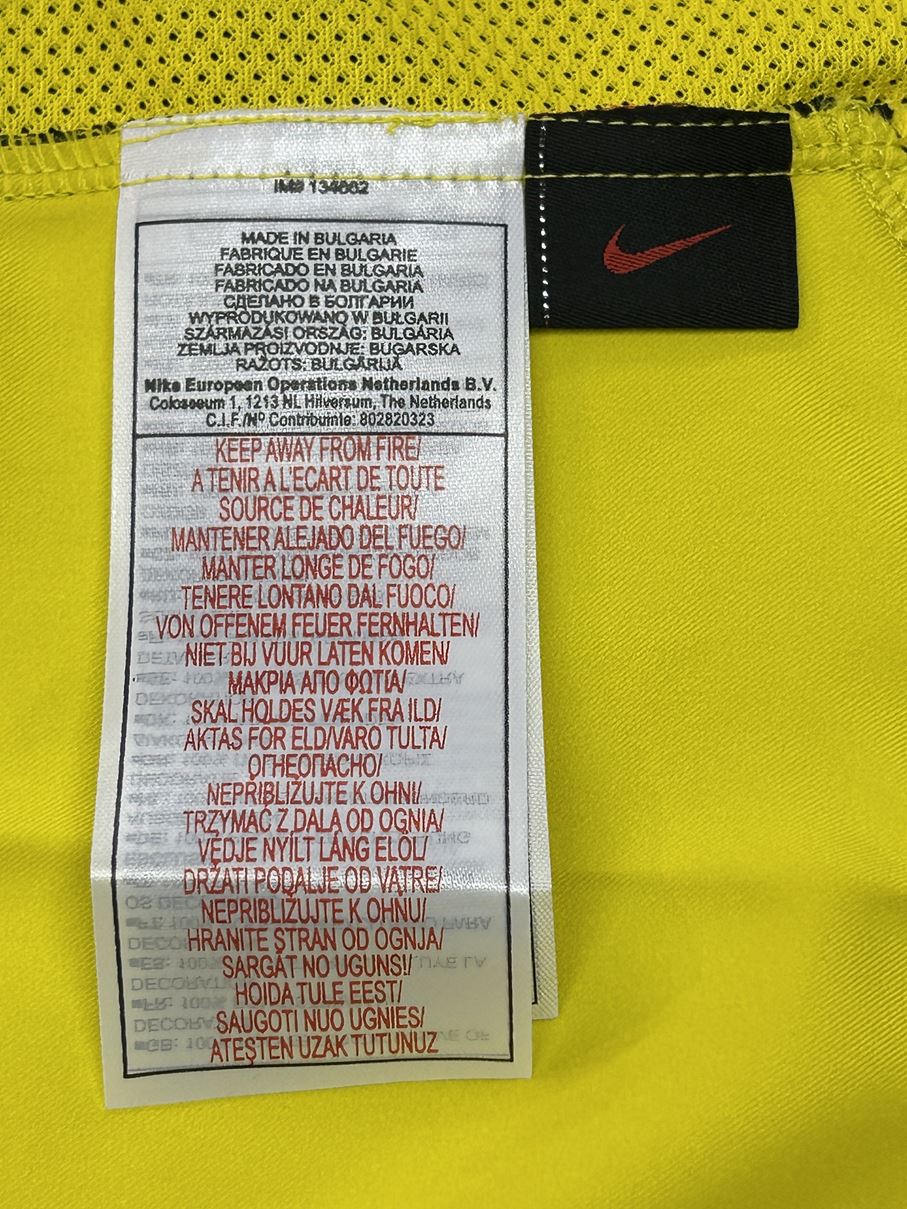 IM# 134662
MADE IN BULGARIA
FABRIQUE EN BULGARIE
FABRICADO EN BULGARIA
FABRICADO NA BULGARIA
СДЕЛАНО В БОЛГАРИИ
WYPRODUKOWANO W BUŁGARII
SZÁRMAZÁSI ORSZÁG: BULGÁRIA
ZEMLJA PROIZVODNJE: BUGARSKA
RAŽOTS: BULGĀRIJĀ
Nike European Operations Netherlands B.V.
Colosseum 1, 1213 NL Hilversum, The Netherlands
C.I.F./Nº Contribuinte: 802820323
KEEP AWAY FROM FIRE/
A TENIR A L'ECART DE TOUTE
SOURCE DE CHALEUR/
MANTENER ALEJADO DEL FUEGO/
MANTER LONGE DE FOGO/
TENERE LONTANO DAL FUOCO/
VON OFFENEM FEUER FERNHALTEN/
NIET BIJ VUUR LATEN KOMEN/
ΜΑΚΡΙΑ ΑΠΟ ΦΩΤΙΑ/
SKAL HOLDES VÆK FRA ILD/
AKTAS FOR ELD/VARO TULTA/
ОГНЕОПАСНО/
NEPRIBLIŽUJTE K OHNI/
TRZYMAĆ Z DALA OD OGNIA/
VÉDJE NYÍLT LÁNG ELŐL/
DRŽATI PODALJE OD VATRE/
NEPRIBLIŽUJTE K OHNU/
HRANITE STRAN OD OGNJA/
SARGĀT NO UGUNS!/
HOIDA TULE EEST/
SAUGOTI NUO UGNIES/
ATEŞTEN UZAK TUTUNUZ